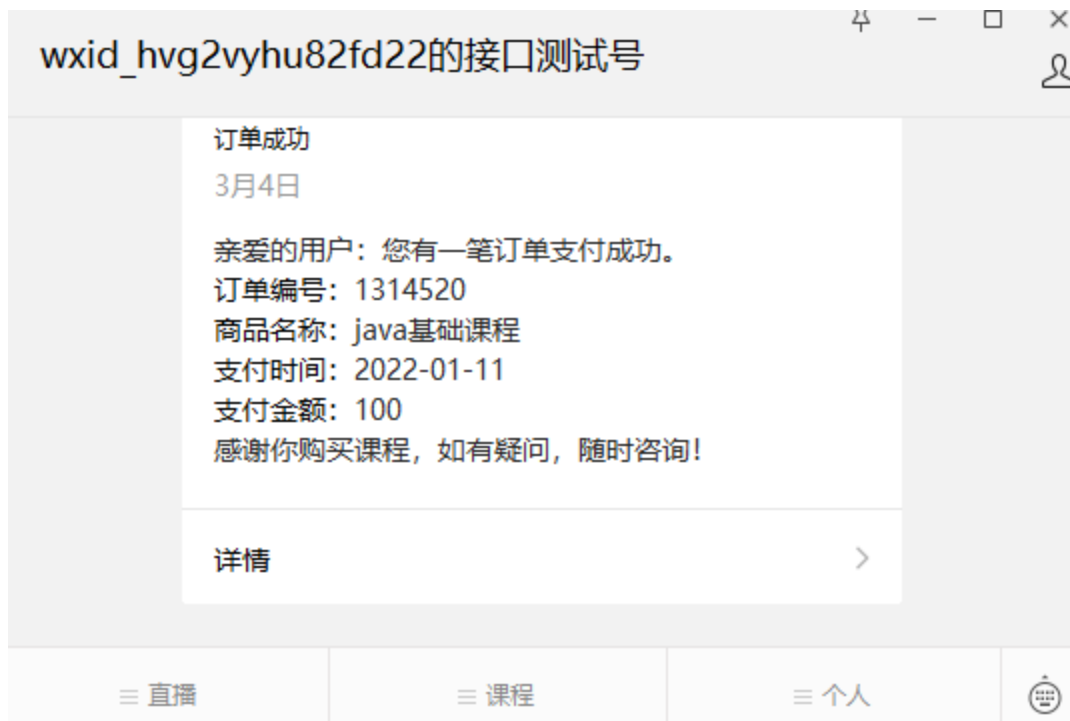 wxid_hvg2vyhu82fd22的接口测试号
订单成功
3月4日
亲爱的用户：您有一笔订单支付成功。
订单编号：1314520
商品名称：java基础课程
支付时间：2022-01-11
支付金额：100
感谢你购买课程，如有疑问，随时咨询！
详情
直播
课程
个人